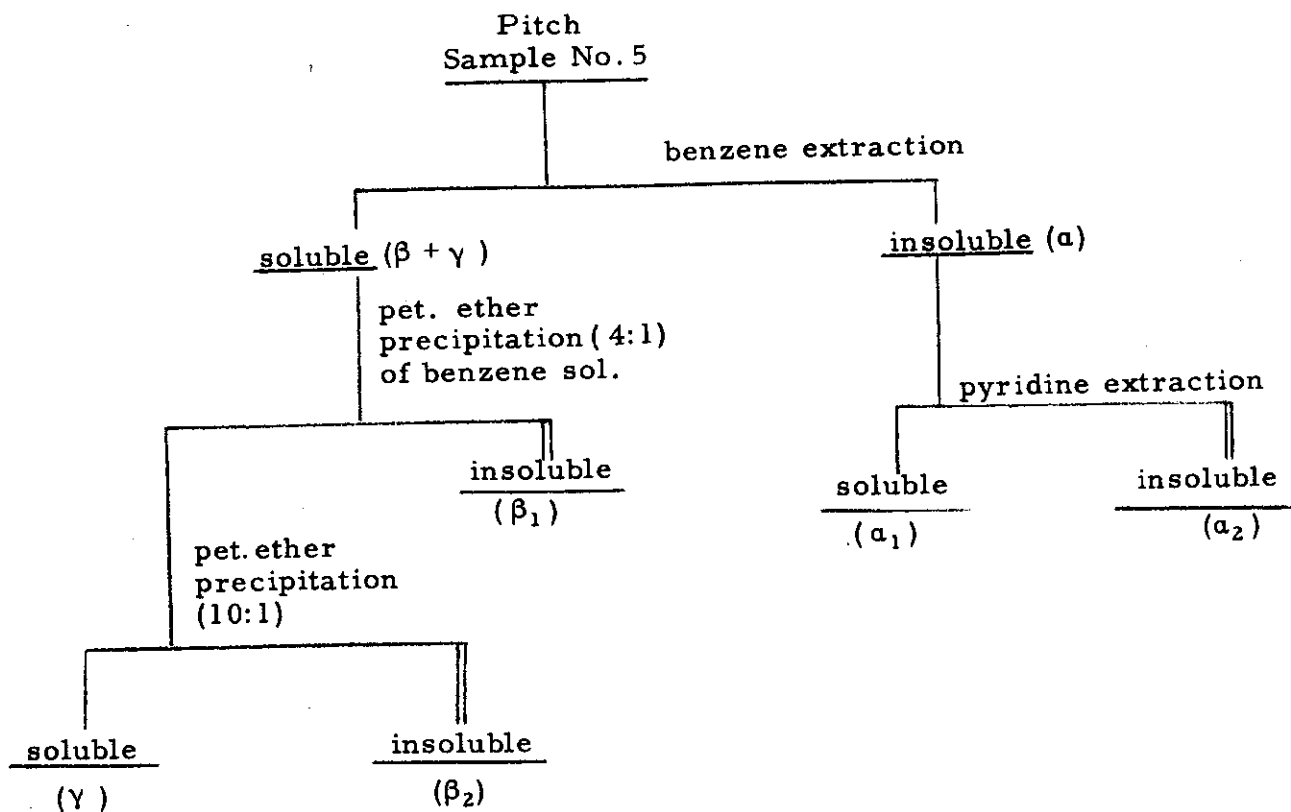 Pitch
Sample No. 5
benzene extraction
soluble (β + γ)
insoluble (α)
pet. ether
precipitation ( 4:1)
of benzene sol.
pyridine extraction
insoluble
(β₁)
soluble
(α₁)
insoluble
(α₂)
pet. ether
precipitation
(10:1)
soluble
(γ )
insoluble
(β₂)